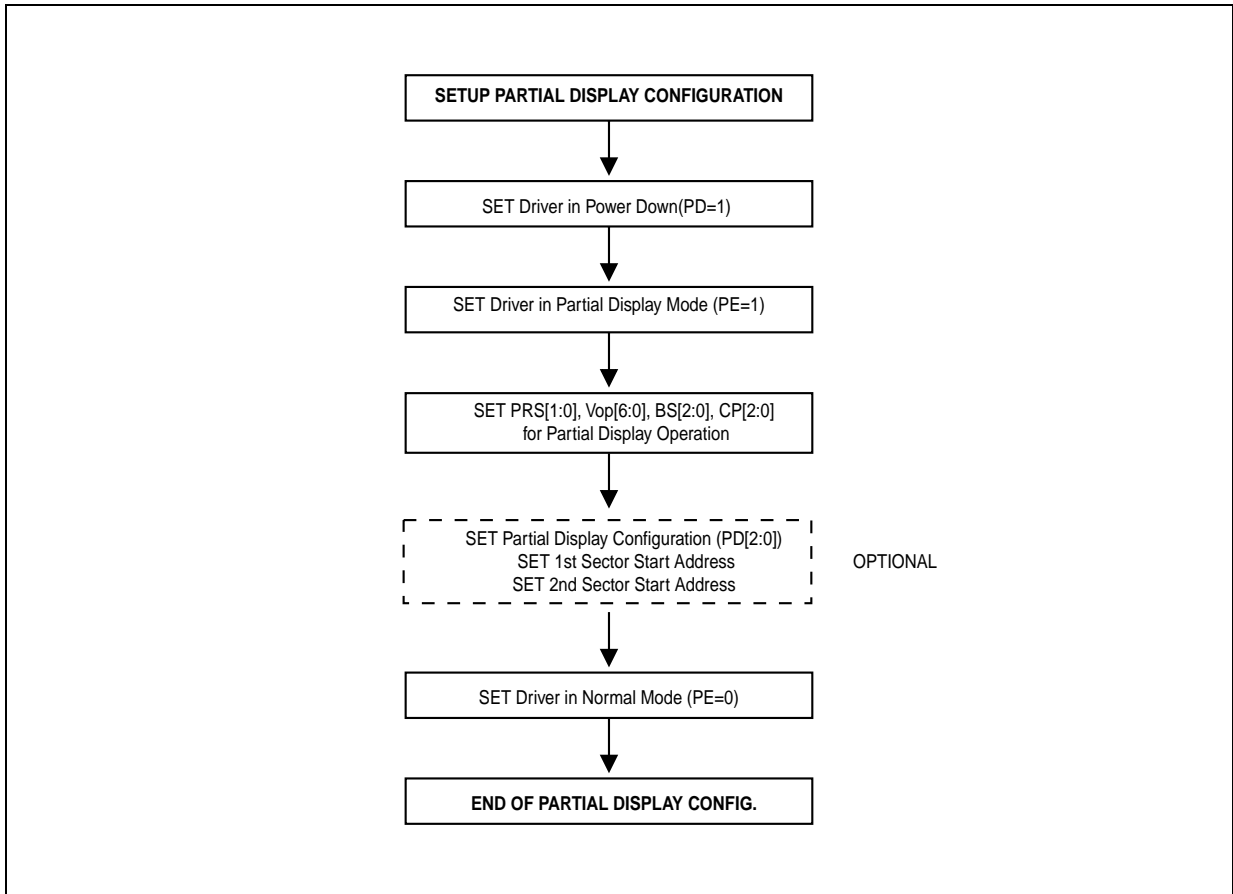 SETUP PARTIAL DISPLAY CONFIGURATION
SET Driver in Power Down(PD=1)
SET Driver in Partial Display Mode (PE=1)
SET PRS[1:0], Vop[6:0], BS[2:0], CP[2:0]
for Partial Display Operation
SET Partial Display Configuration (PD[2:0])
SET 1st Sector Start Address
SET 2nd Sector Start Address
OPTIONAL
SET Driver in Normal Mode (PE=0)
END OF PARTIAL DISPLAY CONFIG.